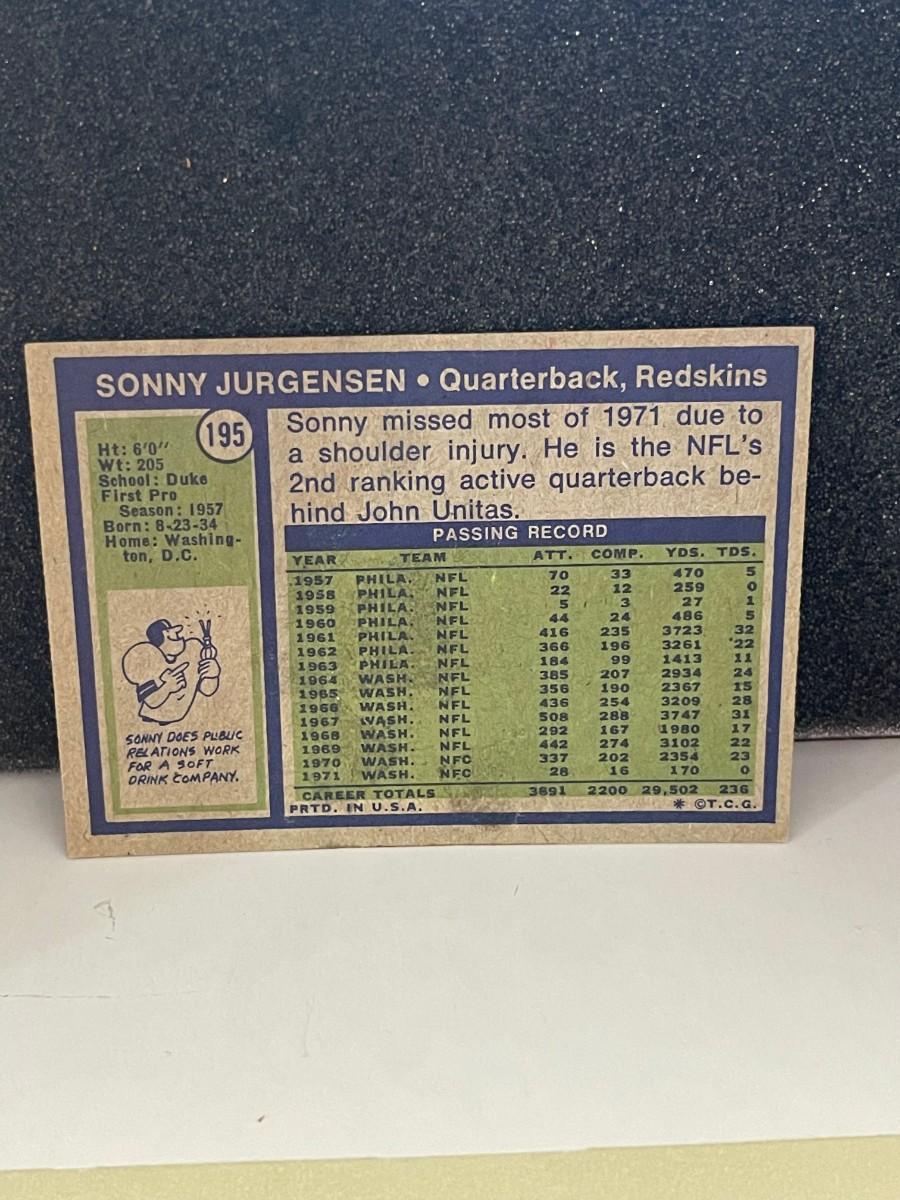 SONNY JURGENSEN • Quarterback, Redskins
195
Ht: 6'0"
Wt: 205
School: Duke
First Pro
Season: 1957
Born: 8-23-34
Home: Washing-
ton, D.C.
SONNY DOES PUBLIC
RELATIONS WORK
FOR A SOFT
DRINK COMPANY.
Sonny missed most of 1971 due to
a shoulder injury. He is the NFL's
2nd ranking active quarterback be-
hind John Unitas.
PASSING RECORD
YEAR TEAM ATT. COMP. YDS. TDS.
1957 PHILA. NFL 70 33 470 5
1958 PHILA. NFL 22 12 259 0
1959 PHILA. NFL 5 3 27 1
1960 PHILA. NFL 44 24 486 5
1961 PHILA. NFL 416 235 3723 32
1962 PHILA. NFL 366 196 3261 22
1963 PHILA. NFL 184 99 1413 11
1964 WASH. NFL 385 207 2934 24
1965 WASH. NFL 356 190 2367 15
1966 WASH. NFL 436 254 3209 28
1967 WASH. NFL 508 288 3747 31
1968 WASH. NFL 292 167 1980 17
1969 WASH. NFL 442 274 3102 22
1970 WASH. NFC 337 202 2354 23
1971 WASH. NFC 28 16 170 0
CAREER TOTALS 3891 2200 29,502 236
PRTD. IN U.S.A. * ©T.C.G.